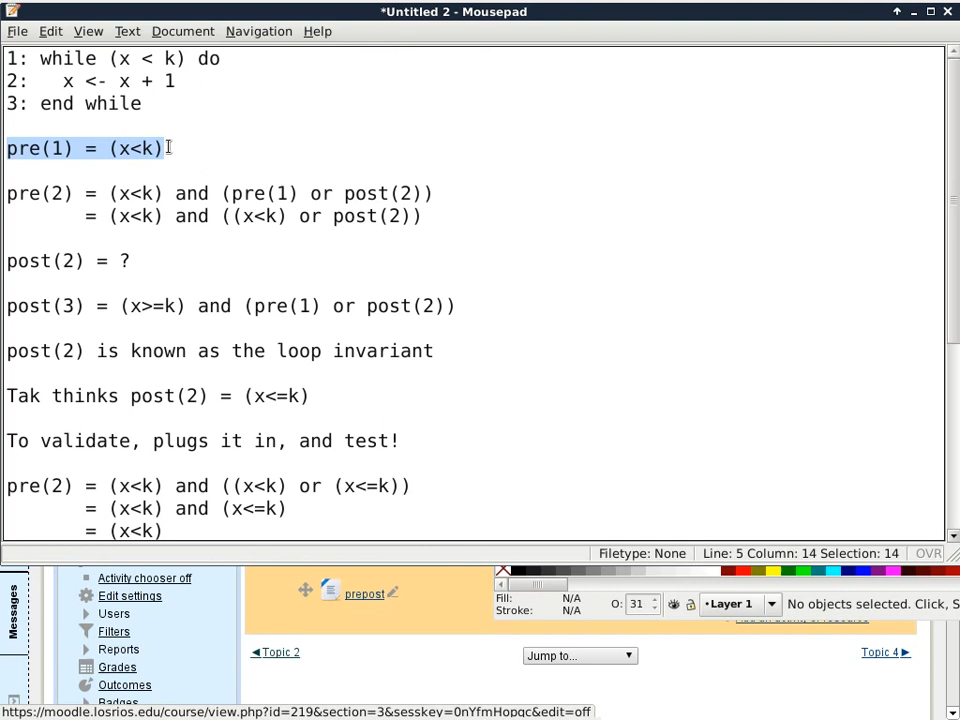 *Untitled 2 - Mousepad
File Edit View Text Document Navigation Help
1: while (x < k) do
2:   x <- x + 1
3: end while
pre(1) = (x<k)
pre(2) = (x<k) and (pre(1) or post(2))
= (x<k) and ((x<k) or post(2))
post(2) = ?
post(3) = (x>=k) and (pre(1) or post(2))
post(2) is known as the loop invariant
Tak thinks post(2) = (x<=k)
To validate, plugs it in, and test!
pre(2) = (x<k) and ((x<k) or (x<=k))
= (x<k) and (x<=k)
= (x<k)
Filetype: None Line: 5 Column: 14 Selection: 14 OVR
Messages
Activity chooser off
Edit settings
Users
Filters
Reports
Grades
Outcomes
Badges
prepost
Fill: N/A
Stroke: N/A
O: 31
•Layer 1
No objects selected. Click, S
Topic 2
Jump to...
Topic 4
https://moodle.losrios.edu/course/view.php?id=219&section=3&sesskey=0nYfmHopqc&edit=off